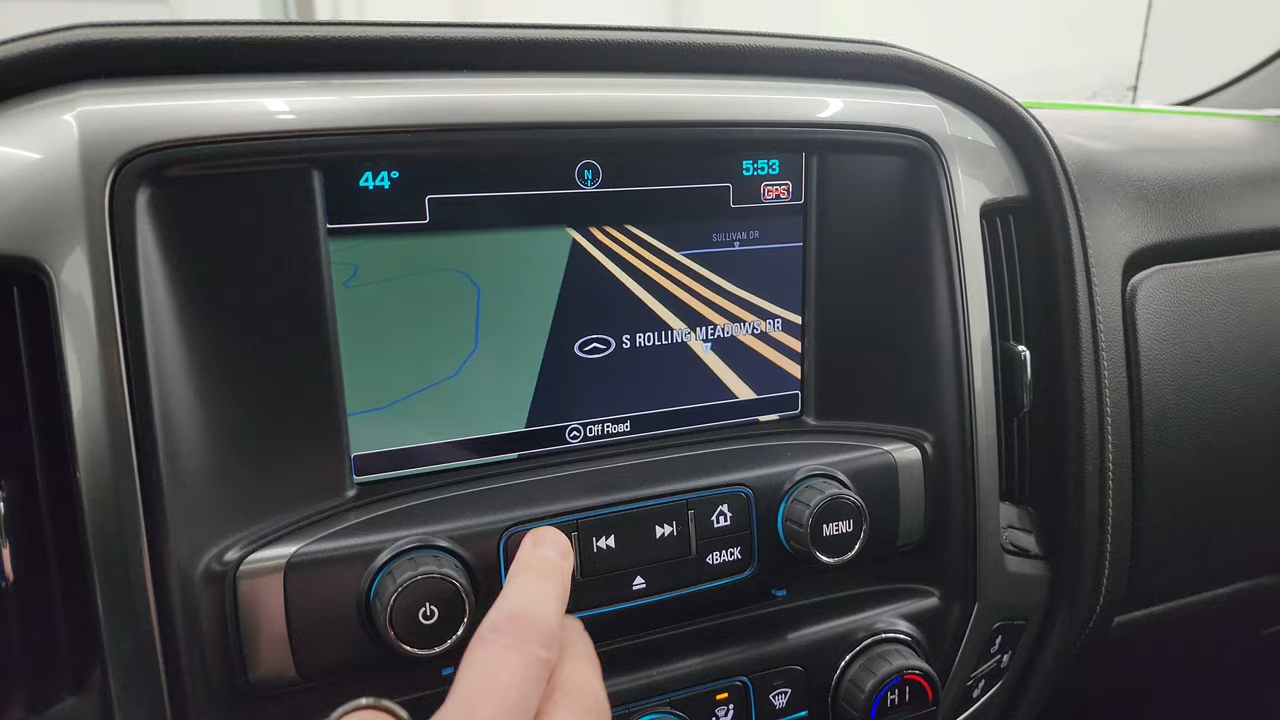 44°
N
5:53
GPS
SULLIVAN DR
S ROLLING MEADOWS DR
Off Road
MENU
BACK
HI